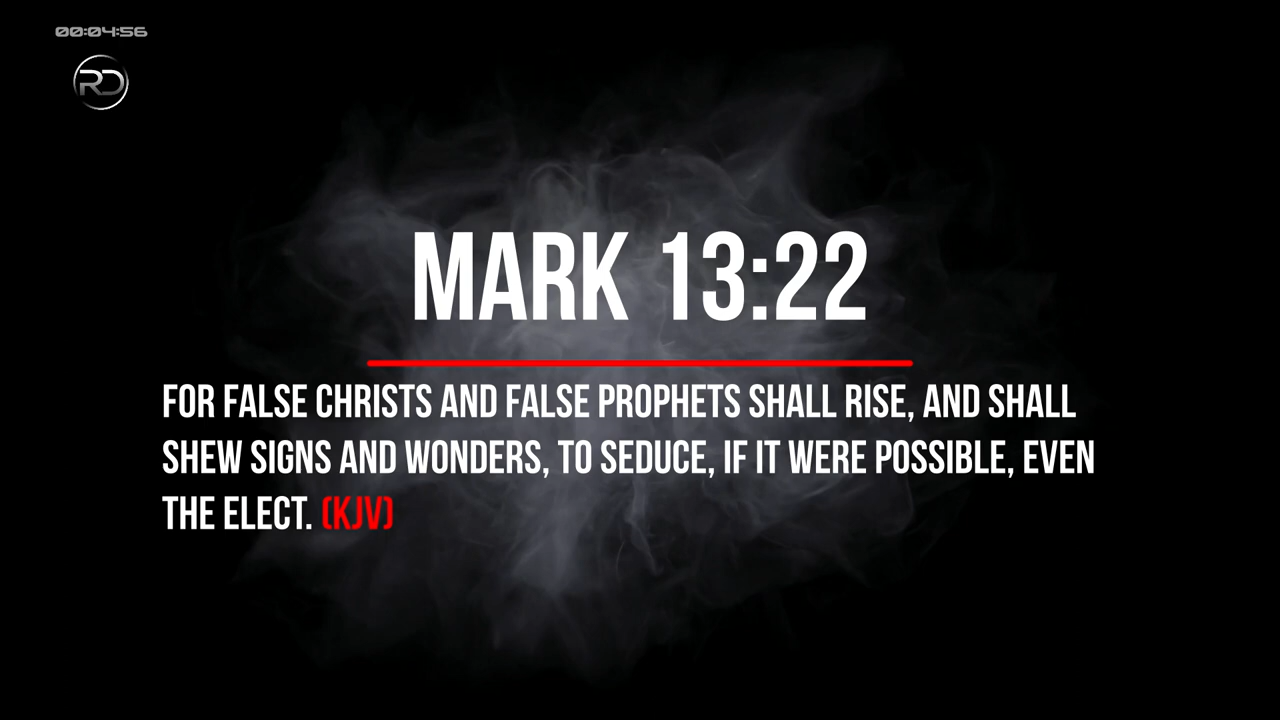 00:04:56
RD
MARK 13:22
FOR FALSE CHRISTS AND FALSE PROPHETS SHALL RISE, AND SHALL
SHEW SIGNS AND WONDERS, TO SEDUCE, IF IT WERE POSSIBLE, EVEN
THE ELECT. (KJV)